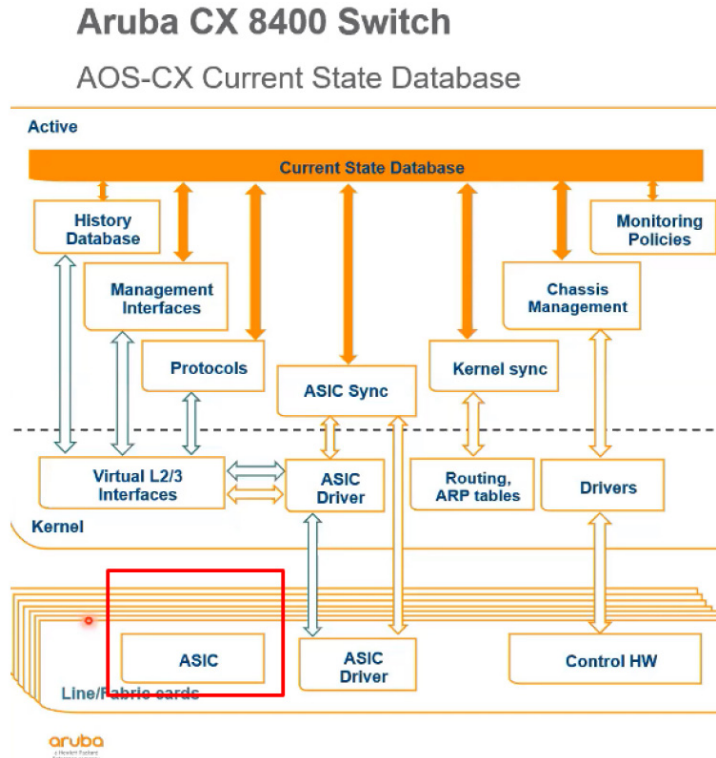 Aruba CX 8400 Switch
AOS-CX Current State Database
Active
Current State Database
History
Database
Monitoring
Policies
Management
Interfaces
Chassis
Management
Protocols
ASIC Sync
Kernel sync
Virtual L2/3
Interfaces
ASIC
Driver
Routing,
ARP tables
Drivers
Kernel
ASIC
ASIC
Driver
Control HW
Line/Fabric cards
aruba
a Hewlett Packard